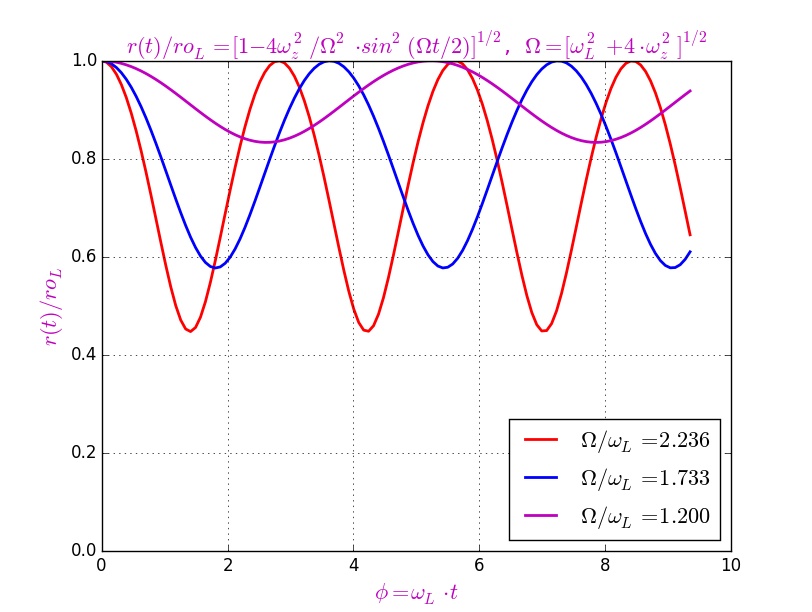 r(t)/ro_L = [1−4ω_z^2/Ω^2 ·sin^2(Ωt/2)]^{1/2}, Ω=[ω_L^2+4·ω_z^2]^{1/2}
1.0
0.8
0.6
0.4
0.2
0.0
r(t)/ro_L
Ω/ω_L =2.236
Ω/ω_L =1.733
Ω/ω_L =1.200
0 2 4 6 8 10
ϕ=ω_L ·t